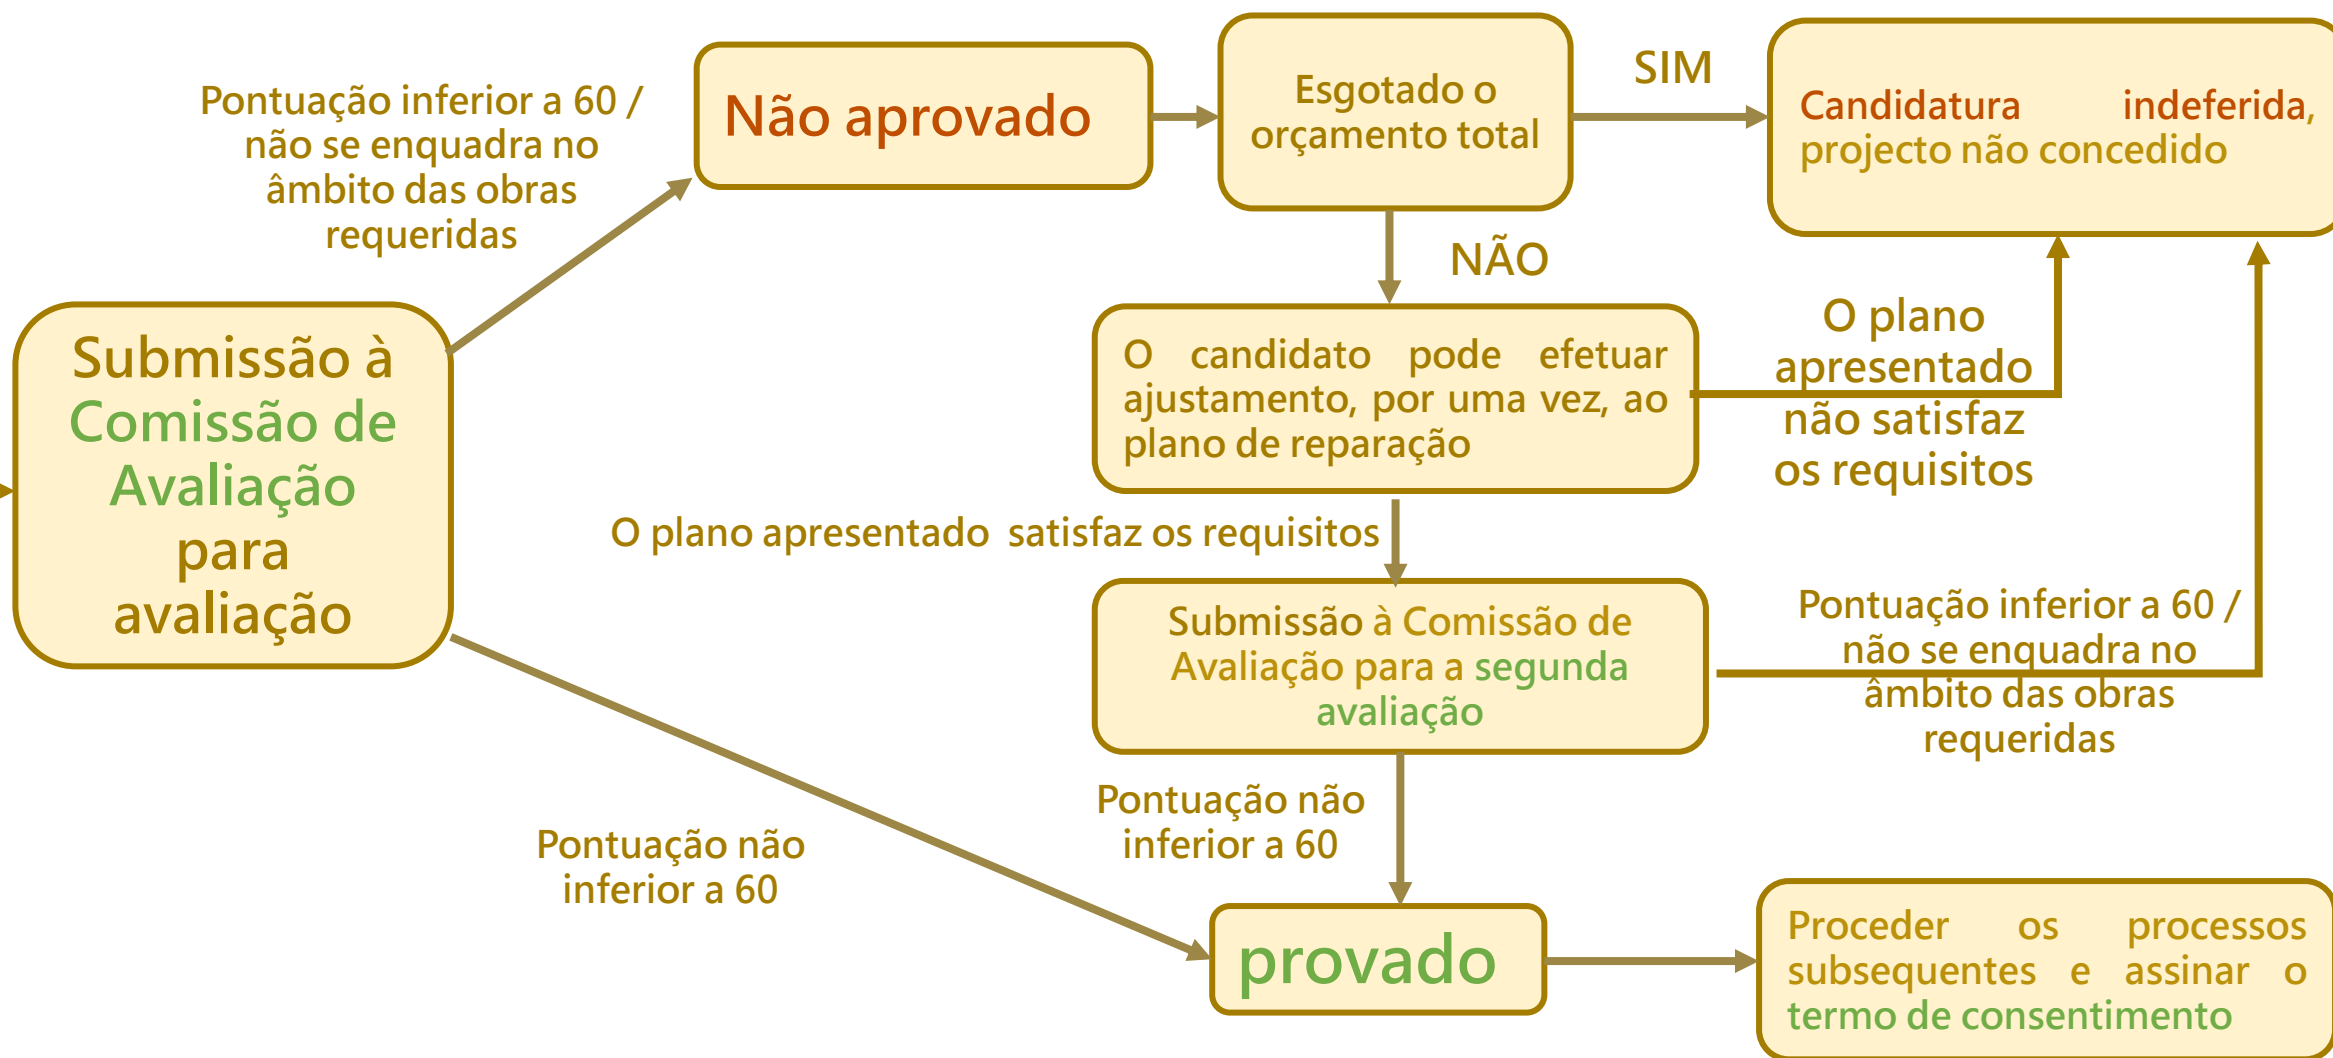 Pontuação inferior a 60 /
não se enquadra no
âmbito das obras
requeridas
Não aprovado
Esgotado o
orçamento total
SIM
Candidatura indeferida,
projecto não concedido
NÃO
Submissão à
Comissão de
Avaliação
para
avaliação
O candidato pode efetuar
ajustamento, por uma vez, ao
plano de reparação
O plano
apresentado
não satisfaz
os requisitos
O plano apresentado satisfaz os requisitos
Submissão à Comissão de
Avaliação para a segunda
avaliação
Pontuação inferior a 60 /
não se enquadra no
âmbito das obras
requeridas
Pontuação não
inferior a 60
Pontuação não
inferior a 60
provado
Proceder os processos
subsequentes e assinar o
termo de consentimento